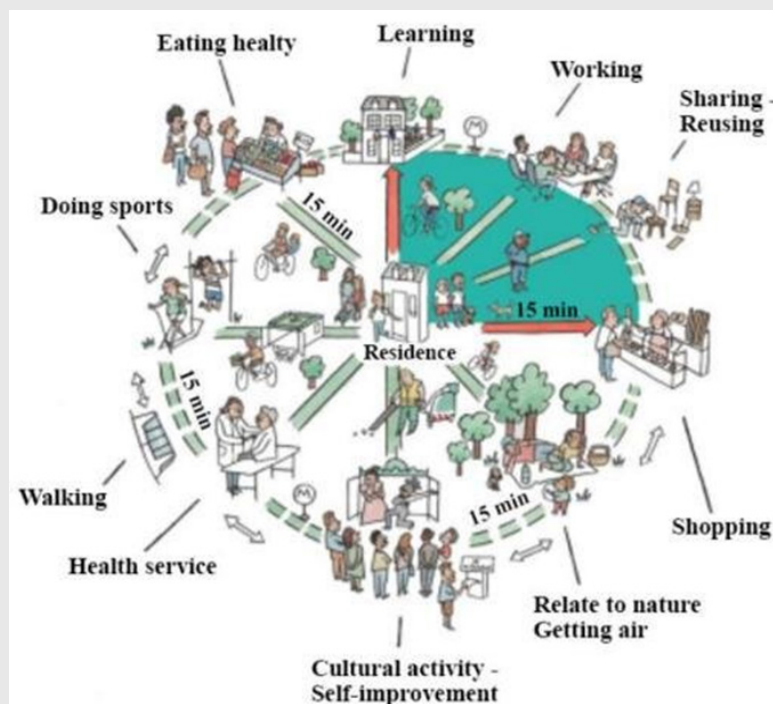 Learning
Eating healty
Working
Sharing -
Reusing
M
Doing sports
15 min
15 min
Residence
15 min
Walking
M
15 min
Shopping
Health service
Relate to nature
Getting air
Cultural activity -
Self-improvement